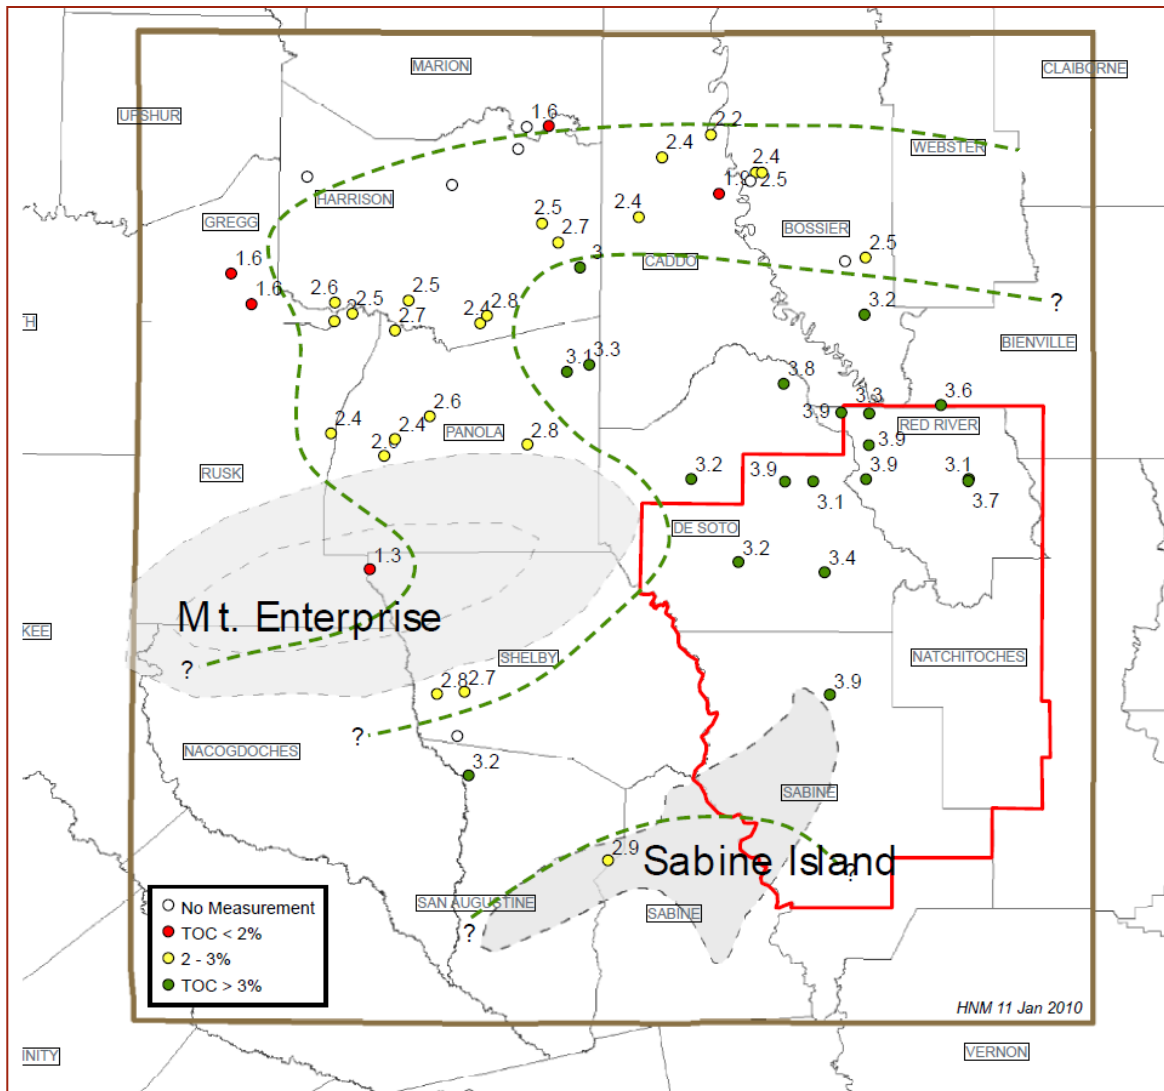 MARION
CLAIBORNE
UPSHUR
1.6
2.2
WEBSTER
2.4
2.4
1.9
2.5
HARRISON
2.5
2.4
GREGG
2.7
BOSSIER
2.5
3
CADDO
1.6
1.6
2.6
2.5
2.5
2.4
2.8
2.7
3.2
?
BIENVILLE
3.1
3.3
3.8
3.6
3.9
3.3
RED RIVER
2.6
2.4
2.4
PANOLA
2.8
3.9
RUSK
3.2
3.9
3.1
3.9
3.1
3.7
DE SOTO
1.3
3.2
3.4
Mt. Enterprise
KEE
?
SHELBY
NATCHITOCHES
2.8
2.7
3.9
?
NACOGDOCHES
3.2
SABINE
2.9
Sabine Island
?
SAN AUGUSTINE
SABINE
?
No Measurement
TOC < 2%
2 - 3%
TOC > 3%
HNM 11 Jan 2010
INITY
VERNON